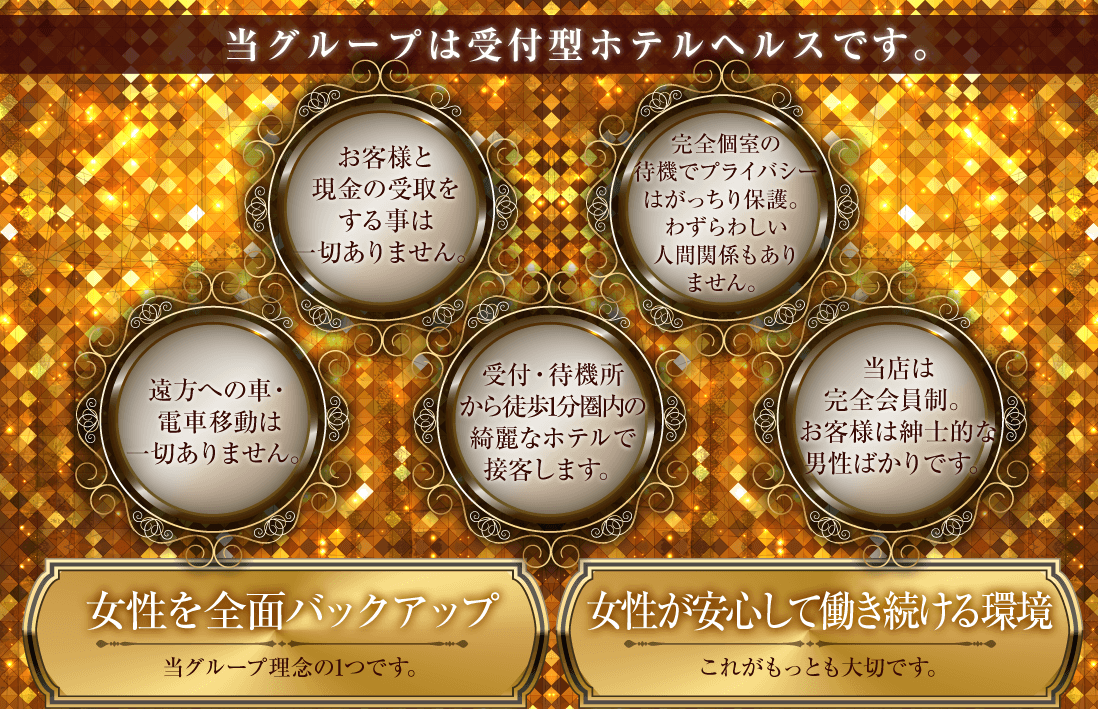 当グループは受付型ホテルヘルスです。
お客様と
現金の受取を
する事は
一切ありません。
完全個室の
待機でプライバシー
はがっちり保護。
わずらわしい
人間関係もあり
ません。
遠方への車・
電車移動は
一切ありません。
受付・待機所
から徒歩1分圏内の
綺麗なホテルで
接客します。
当店は
完全会員制。
お客様は紳士的な
男性ばかりです。
女性を全面バックアップ
当グループ理念の1つです。
女性が安心して働き続ける環境
これがもっとも大切です。